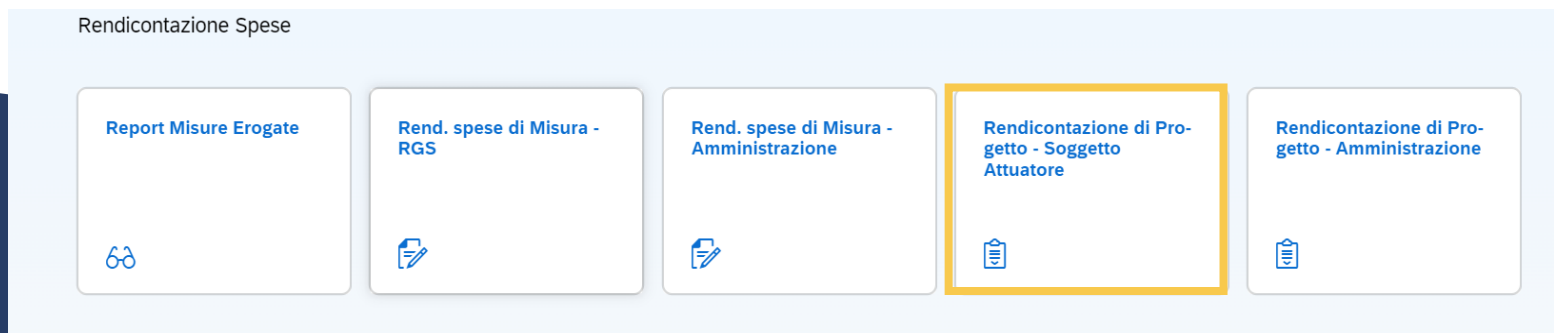 Rendicontazione Spese
Report Misure Erogate
Rend. spese di Misura -
RGS
Rend. spese di Misura -
Amministrazione
Rendicontazione di Pro-
getto - Soggetto
Attuatore
Rendicontazione di Pro-
getto - Amministrazione